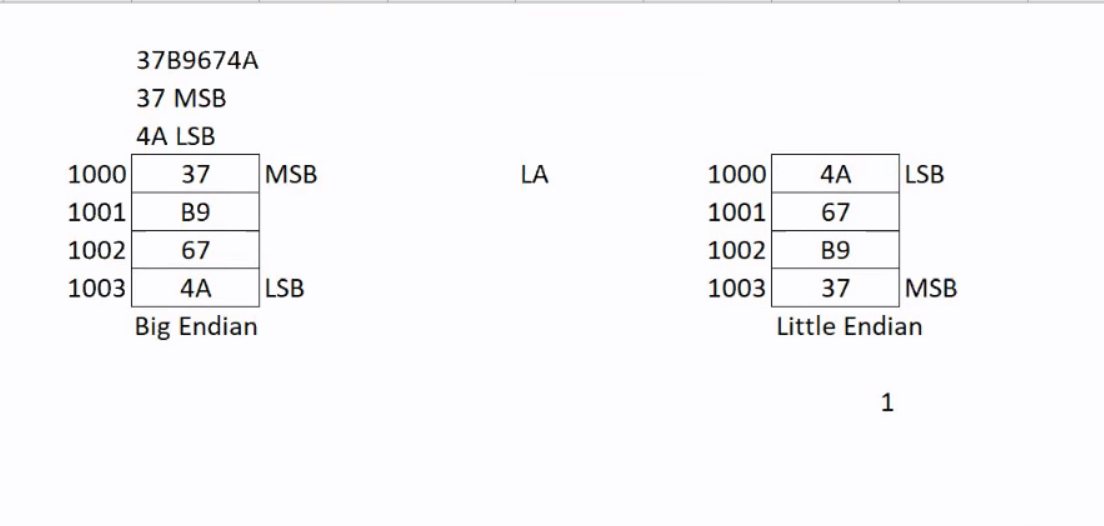 37B9674A
37 MSB
4A LSB
1000 37 MSB LA 1000 4A LSB
1001 B9 1001 67
1002 67 1002 B9
1003 4A LSB 1003 37 MSB
Big Endian Little Endian
1